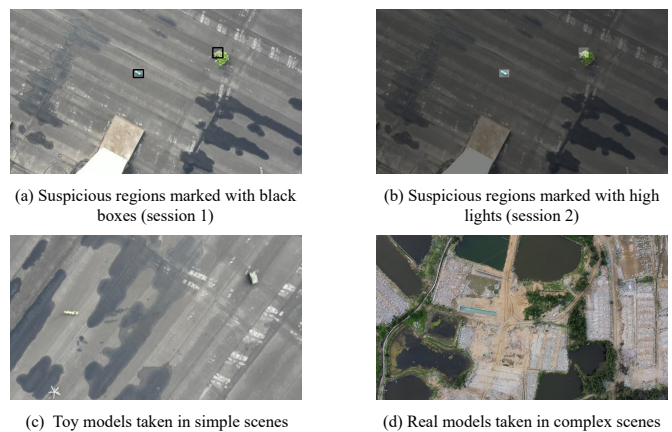 (a) Suspicious regions marked with black
boxes (session 1)
(b) Suspicious regions marked with high
lights (session 2)
(c) Toy models taken in simple scenes
(d) Real models taken in complex scenes